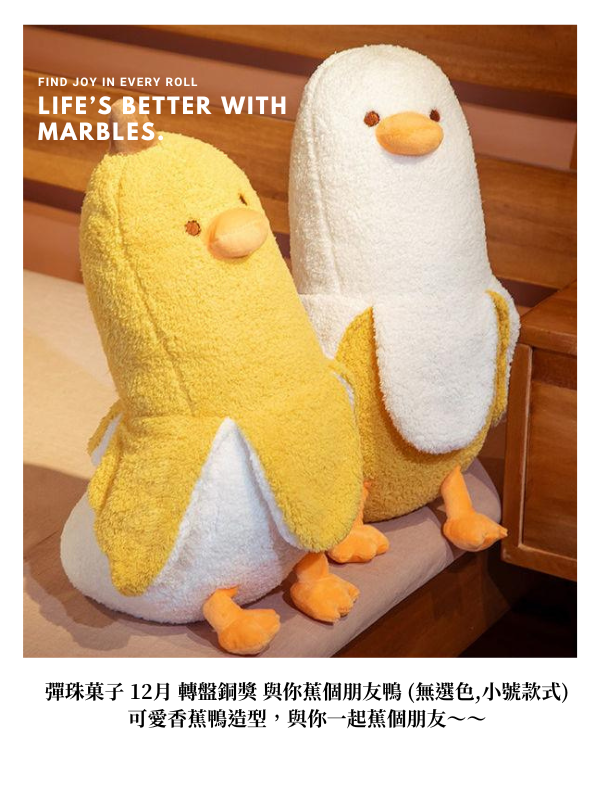 FIND JOY IN EVERY ROLL
LIFE’S BETTER WITH
MARBLES.
彈珠菓子 12月 轉盤銅獎 與你蕉個朋友鴨 (無選色,小號款式)
可愛香蕉鴨造型，與你一起蕉個朋友～～